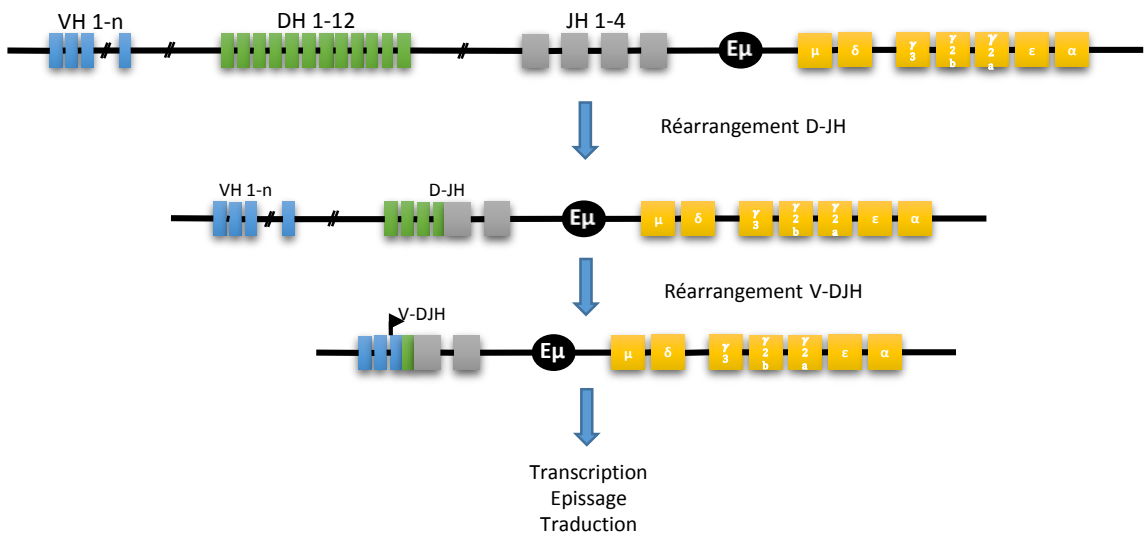 VH 1-n DH 1-12 JH 1-4
Eμ μ δ γ3 γ2b γ2a ε α
Réarrangement D-JH
VH 1-n D-JH
Eμ μ δ γ3 γ2b γ2a ε α
Réarrangement V-DJH
V-DJH
Eμ μ δ γ3 γ2b γ2a ε α
Transcription
Epissage
Traduction